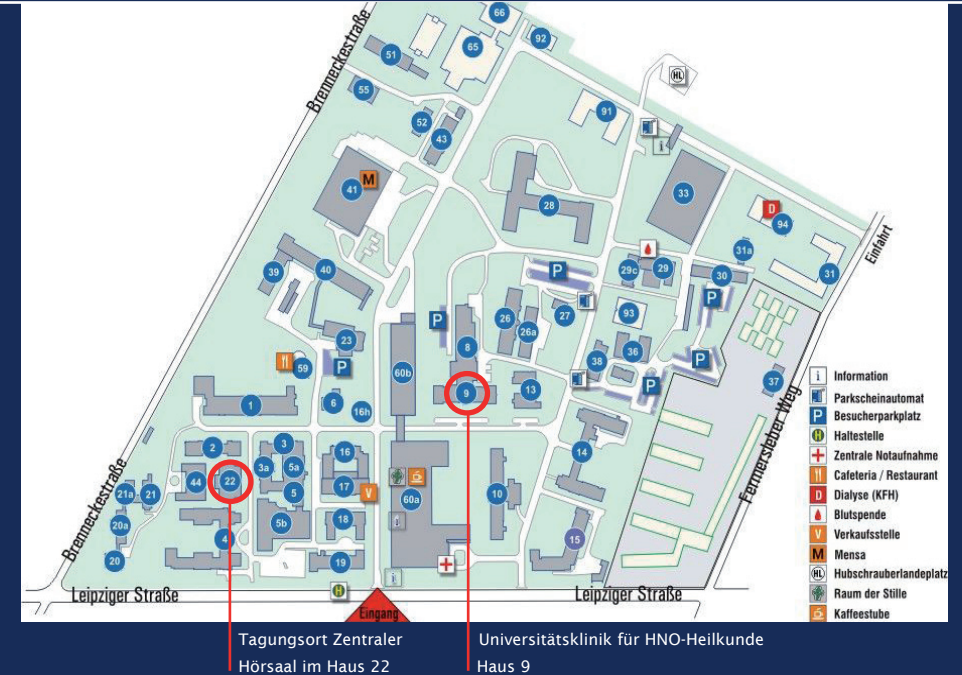 66
92
65
51
HL
55
91
i
52
43
Brenneckestraße
M
41
33
D
94
28
31a
Einfahrt
29c
29
30
31
39
40
P
P
26
27
93
P
8
26a
23
36
P
38
59
P
60b
P
37
9
13
1
6
16h
Fermersleber Weg
3
2
16
14
3a
5a
44
22
17
V
60a
10
21a
21
5
Brenneckestraße
20a
5b
18
i
15
4
20
19
i
Leipziger Straße
H
Leipziger Straße
Eingang
i Information
Parkscheinautomat
P Besucherparkplatz
H Haltestelle
Zentrale Notaufnahme
Cafeteria / Restaurant
D Dialyse (KFH)
Blutspende
V Verkaufsstelle
M Mensa
HL Hubschrauberlandeplatz
Raum der Stille
Kaffeestube
Tagungsort Zentraler
Hörsaal im Haus 22
Universitätsklinik für HNO-Heilkunde
Haus 9